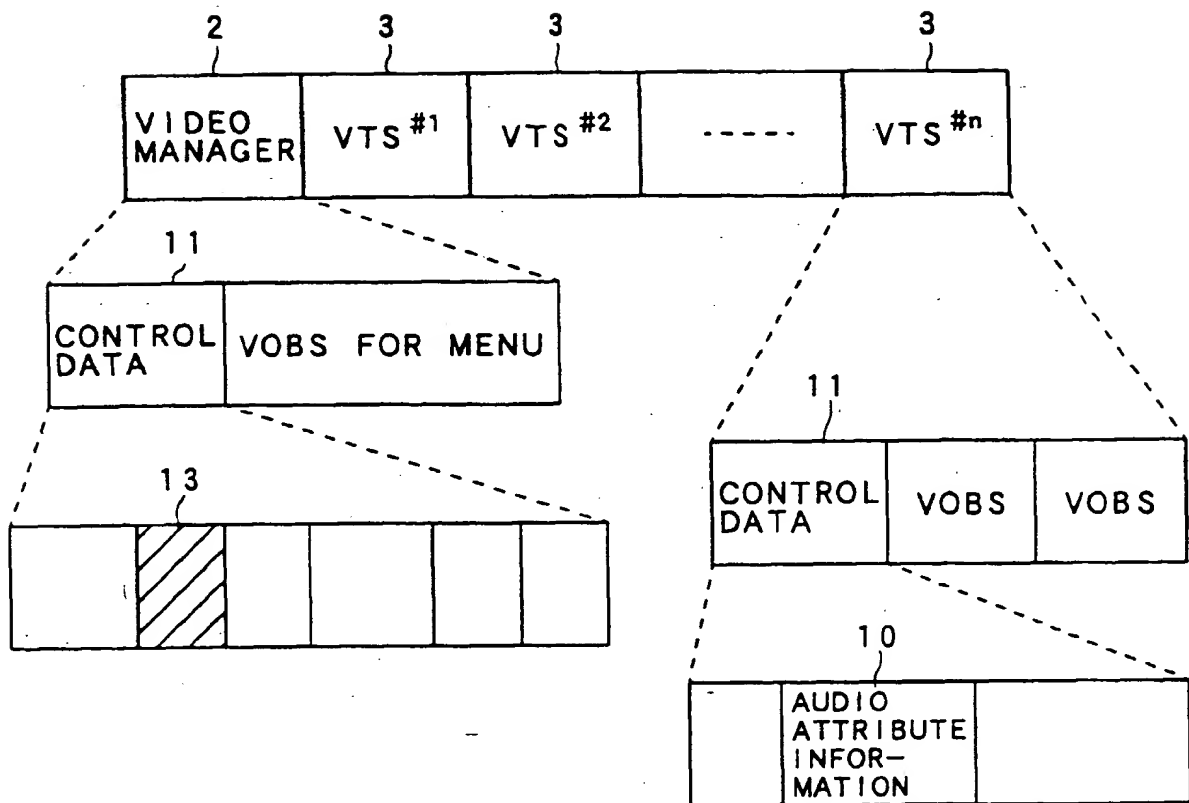 2 3 3 3
VIDEO MANAGER VTS #1 VTS #2 VTS #n
11
CONTROL DATA VOBS FOR MENU
11
13
CONTROL DATA VOBS VOBS
10
AUDIO
ATTRIBUTE
INFOR-
MATION